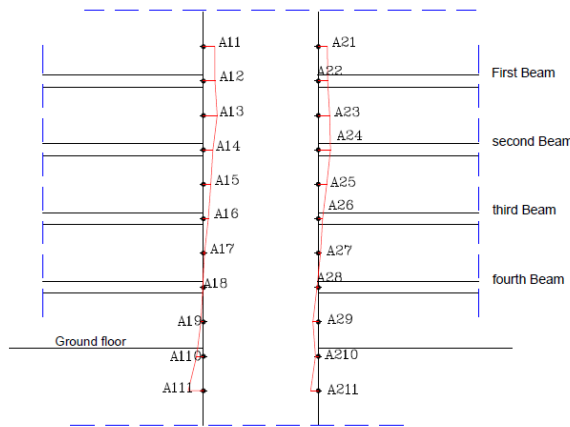 A11 A21
A12 A22 First Beam
A13 A23
A14 A24 second Beam
A15 A25
A16 A26 third Beam
A17 A27
A18 A28 fourth Beam
A19 A29
Ground floor
A110 A210
A111 A211